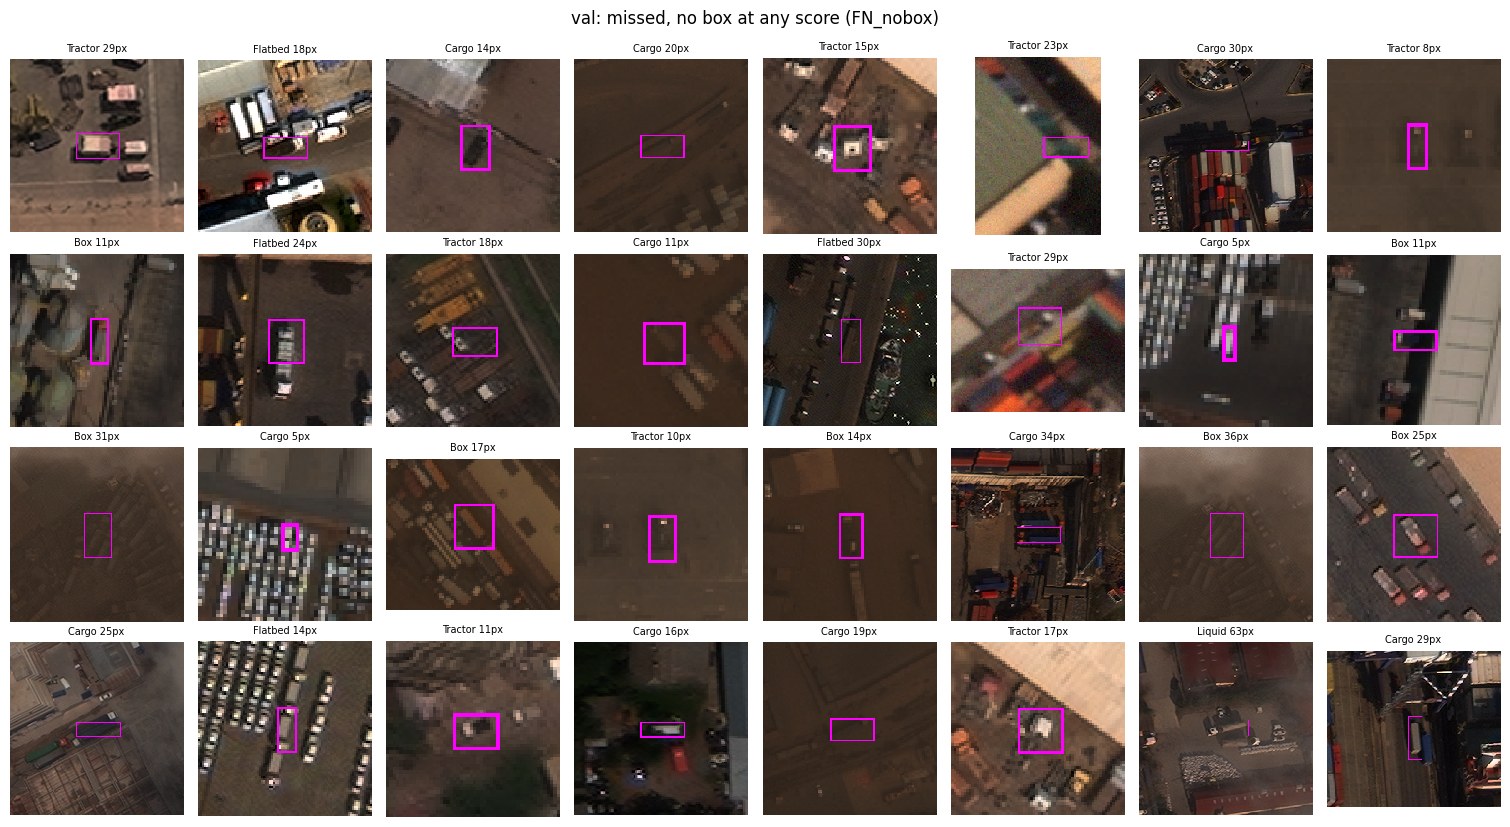 val: missed, no box at any score (FN_nobox)
Tractor 29px
Flatbed 18px
Cargo 14px
Cargo 20px
Tractor 15px
Tractor 23px
Cargo 30px
Tractor 8px
Box 11px
Flatbed 24px
Tractor 18px
Cargo 11px
Flatbed 30px
Tractor 29px
Cargo 5px
Box 11px
Box 31px
Cargo 5px
Box 17px
Tractor 10px
Box 14px
Cargo 34px
Box 36px
Box 25px
Cargo 25px
Flatbed 14px
Tractor 11px
Cargo 16px
Cargo 19px
Tractor 17px
Liquid 63px
Cargo 29px